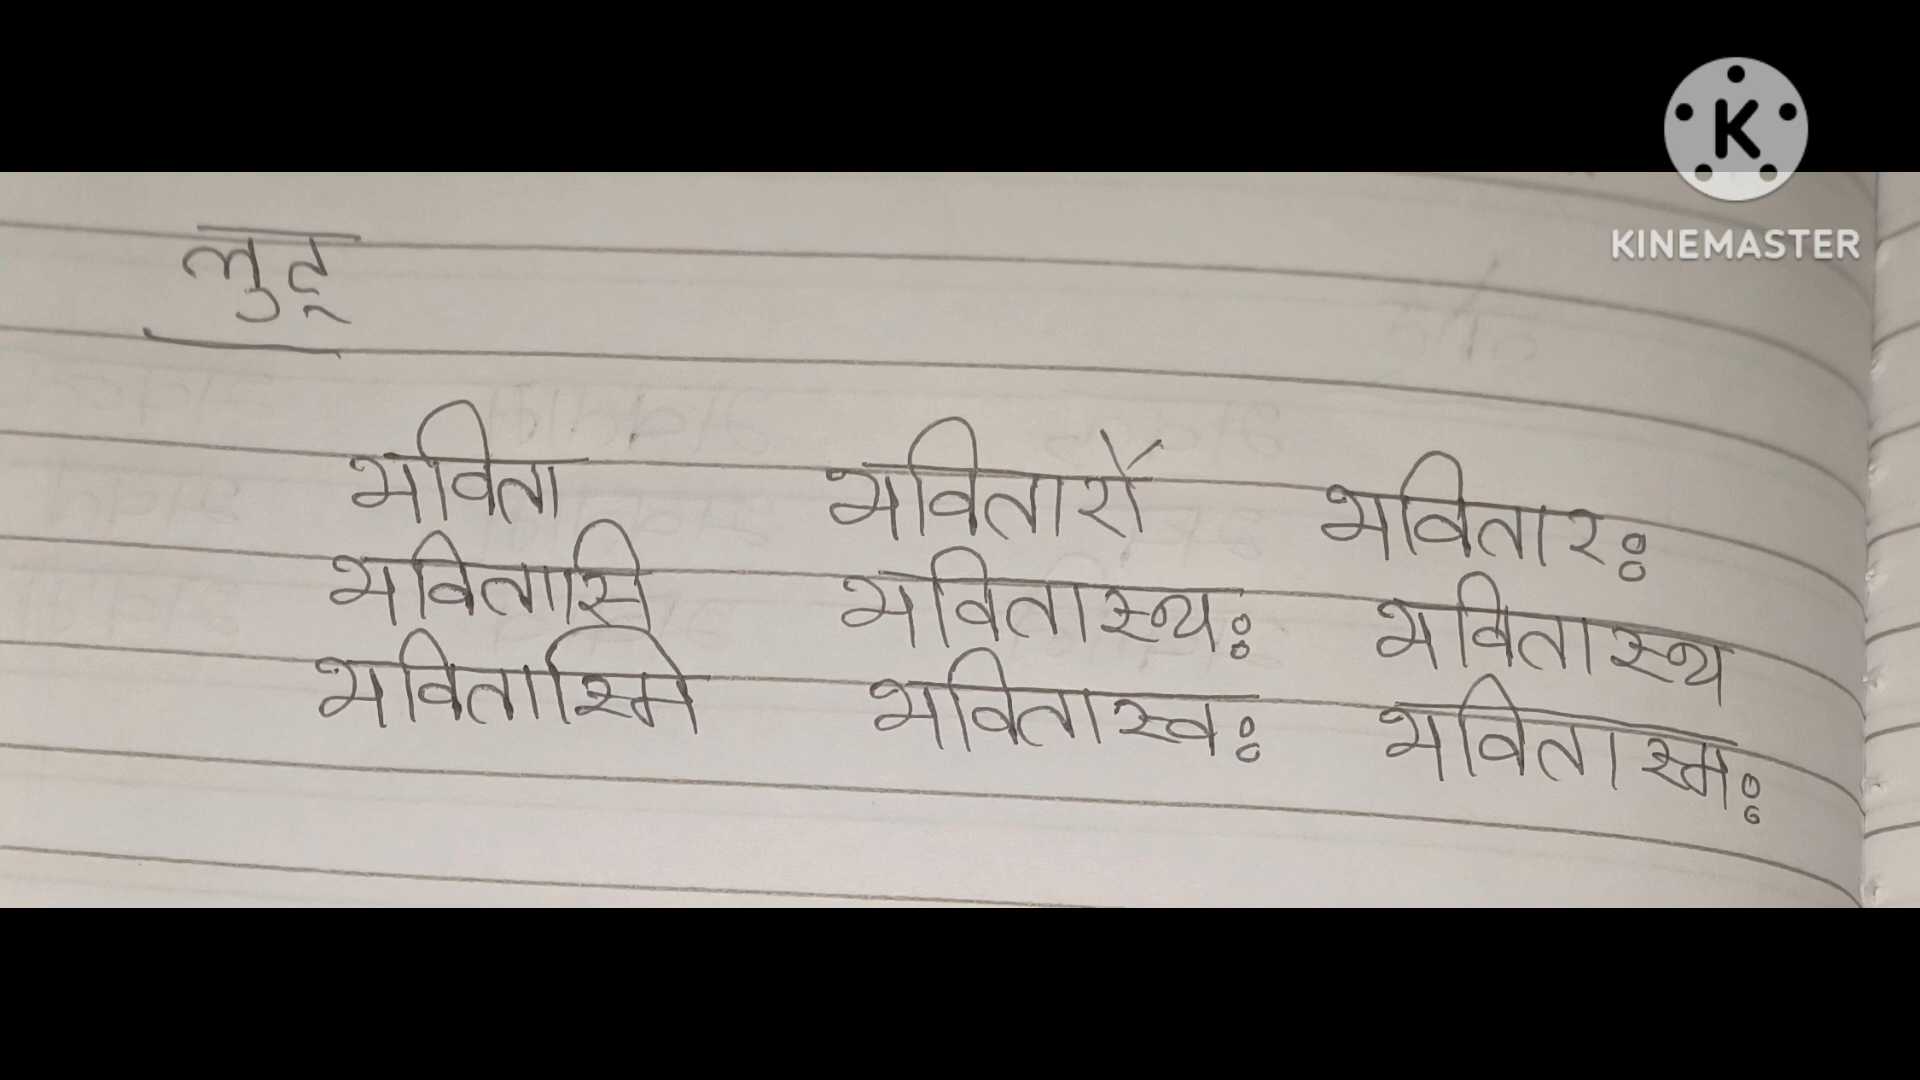 KINEMASTER
लुट्
भविता भवितारौ भवितारः
भवितासि भवितास्थः भवितास्थ
भवितास्मि भवितास्वः भवितास्मः